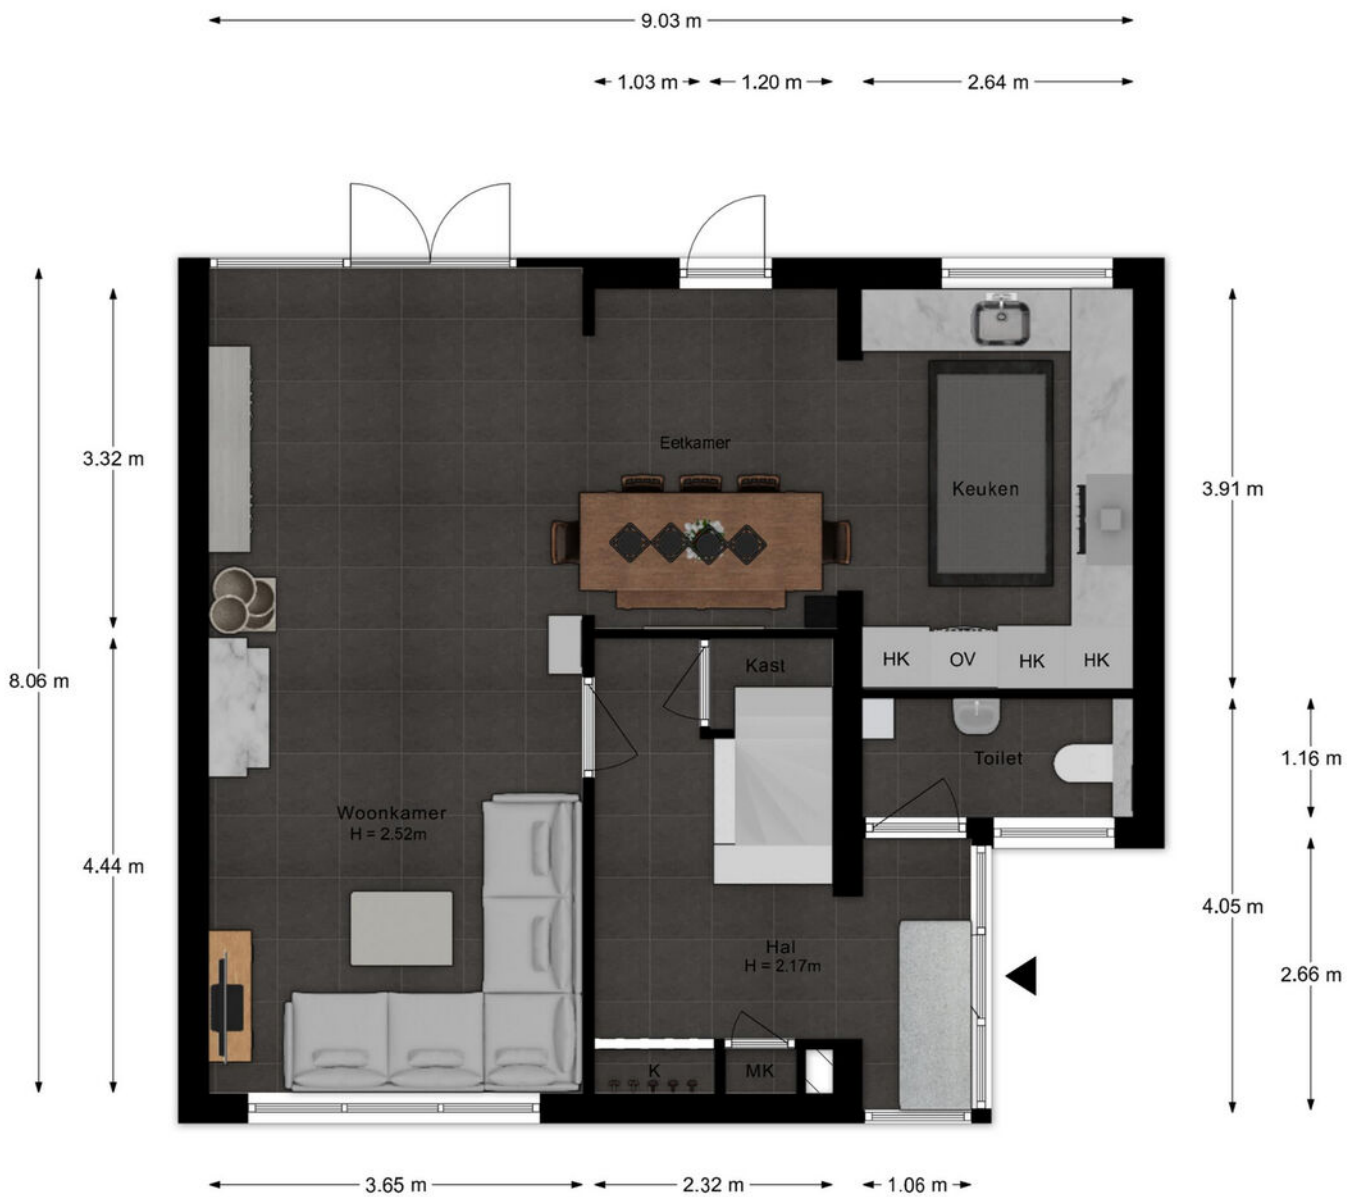 9.03 m
1.03 m
1.20 m
2.64 m
3.32 m
Eetkamer
Keuken
3.91 m
HK
OV
HK
HK
Kast
8.06 m
Toilet
1.16 m
Woonkamer
H = 2.52m
4.44 m
4.05 m
Hal
H = 2.17m
2.66 m
K
MK
3.65 m
2.32 m
1.06 m